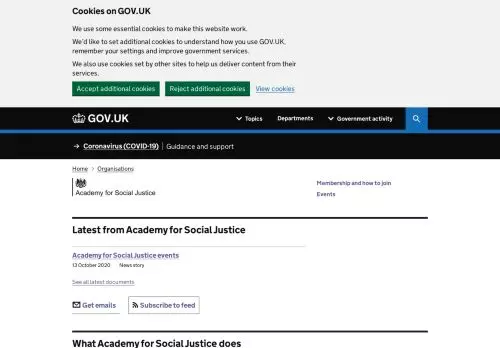 Cookies on GOV.UK
We use some essential cookies to make this website work.
We'd like to set additional cookies to understand how you use GOV.UK,
remember your settings and improve government services.
We also use cookies set by other sites to help us deliver content from their
services.
Accept additional cookies Reject additional cookies View cookies
GOV.UK Topics Departments Government activity
→ Coronavirus (COVID-19) Guidance and support
Home > Organisations
Academy for Social Justice
Membership and how to join
Events
Latest from Academy for Social Justice
Academy for Social Justice events
13 October 2020 News story
See all latest documents
Get emails Subscribe to feed
What Academy for Social Justice does